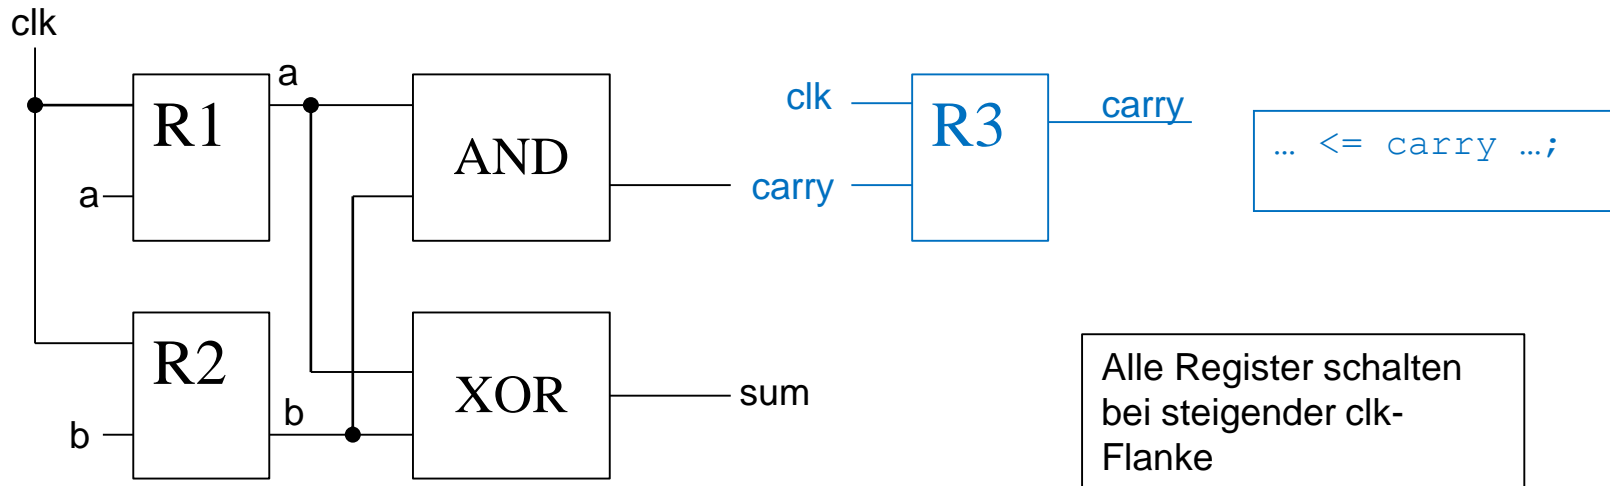 clk
R1
a
a
AND
clk
R3
carry
carry
… <= carry …;
R2
b
b
XOR
sum
Alle Register schalten
bei steigender clk-
Flanke